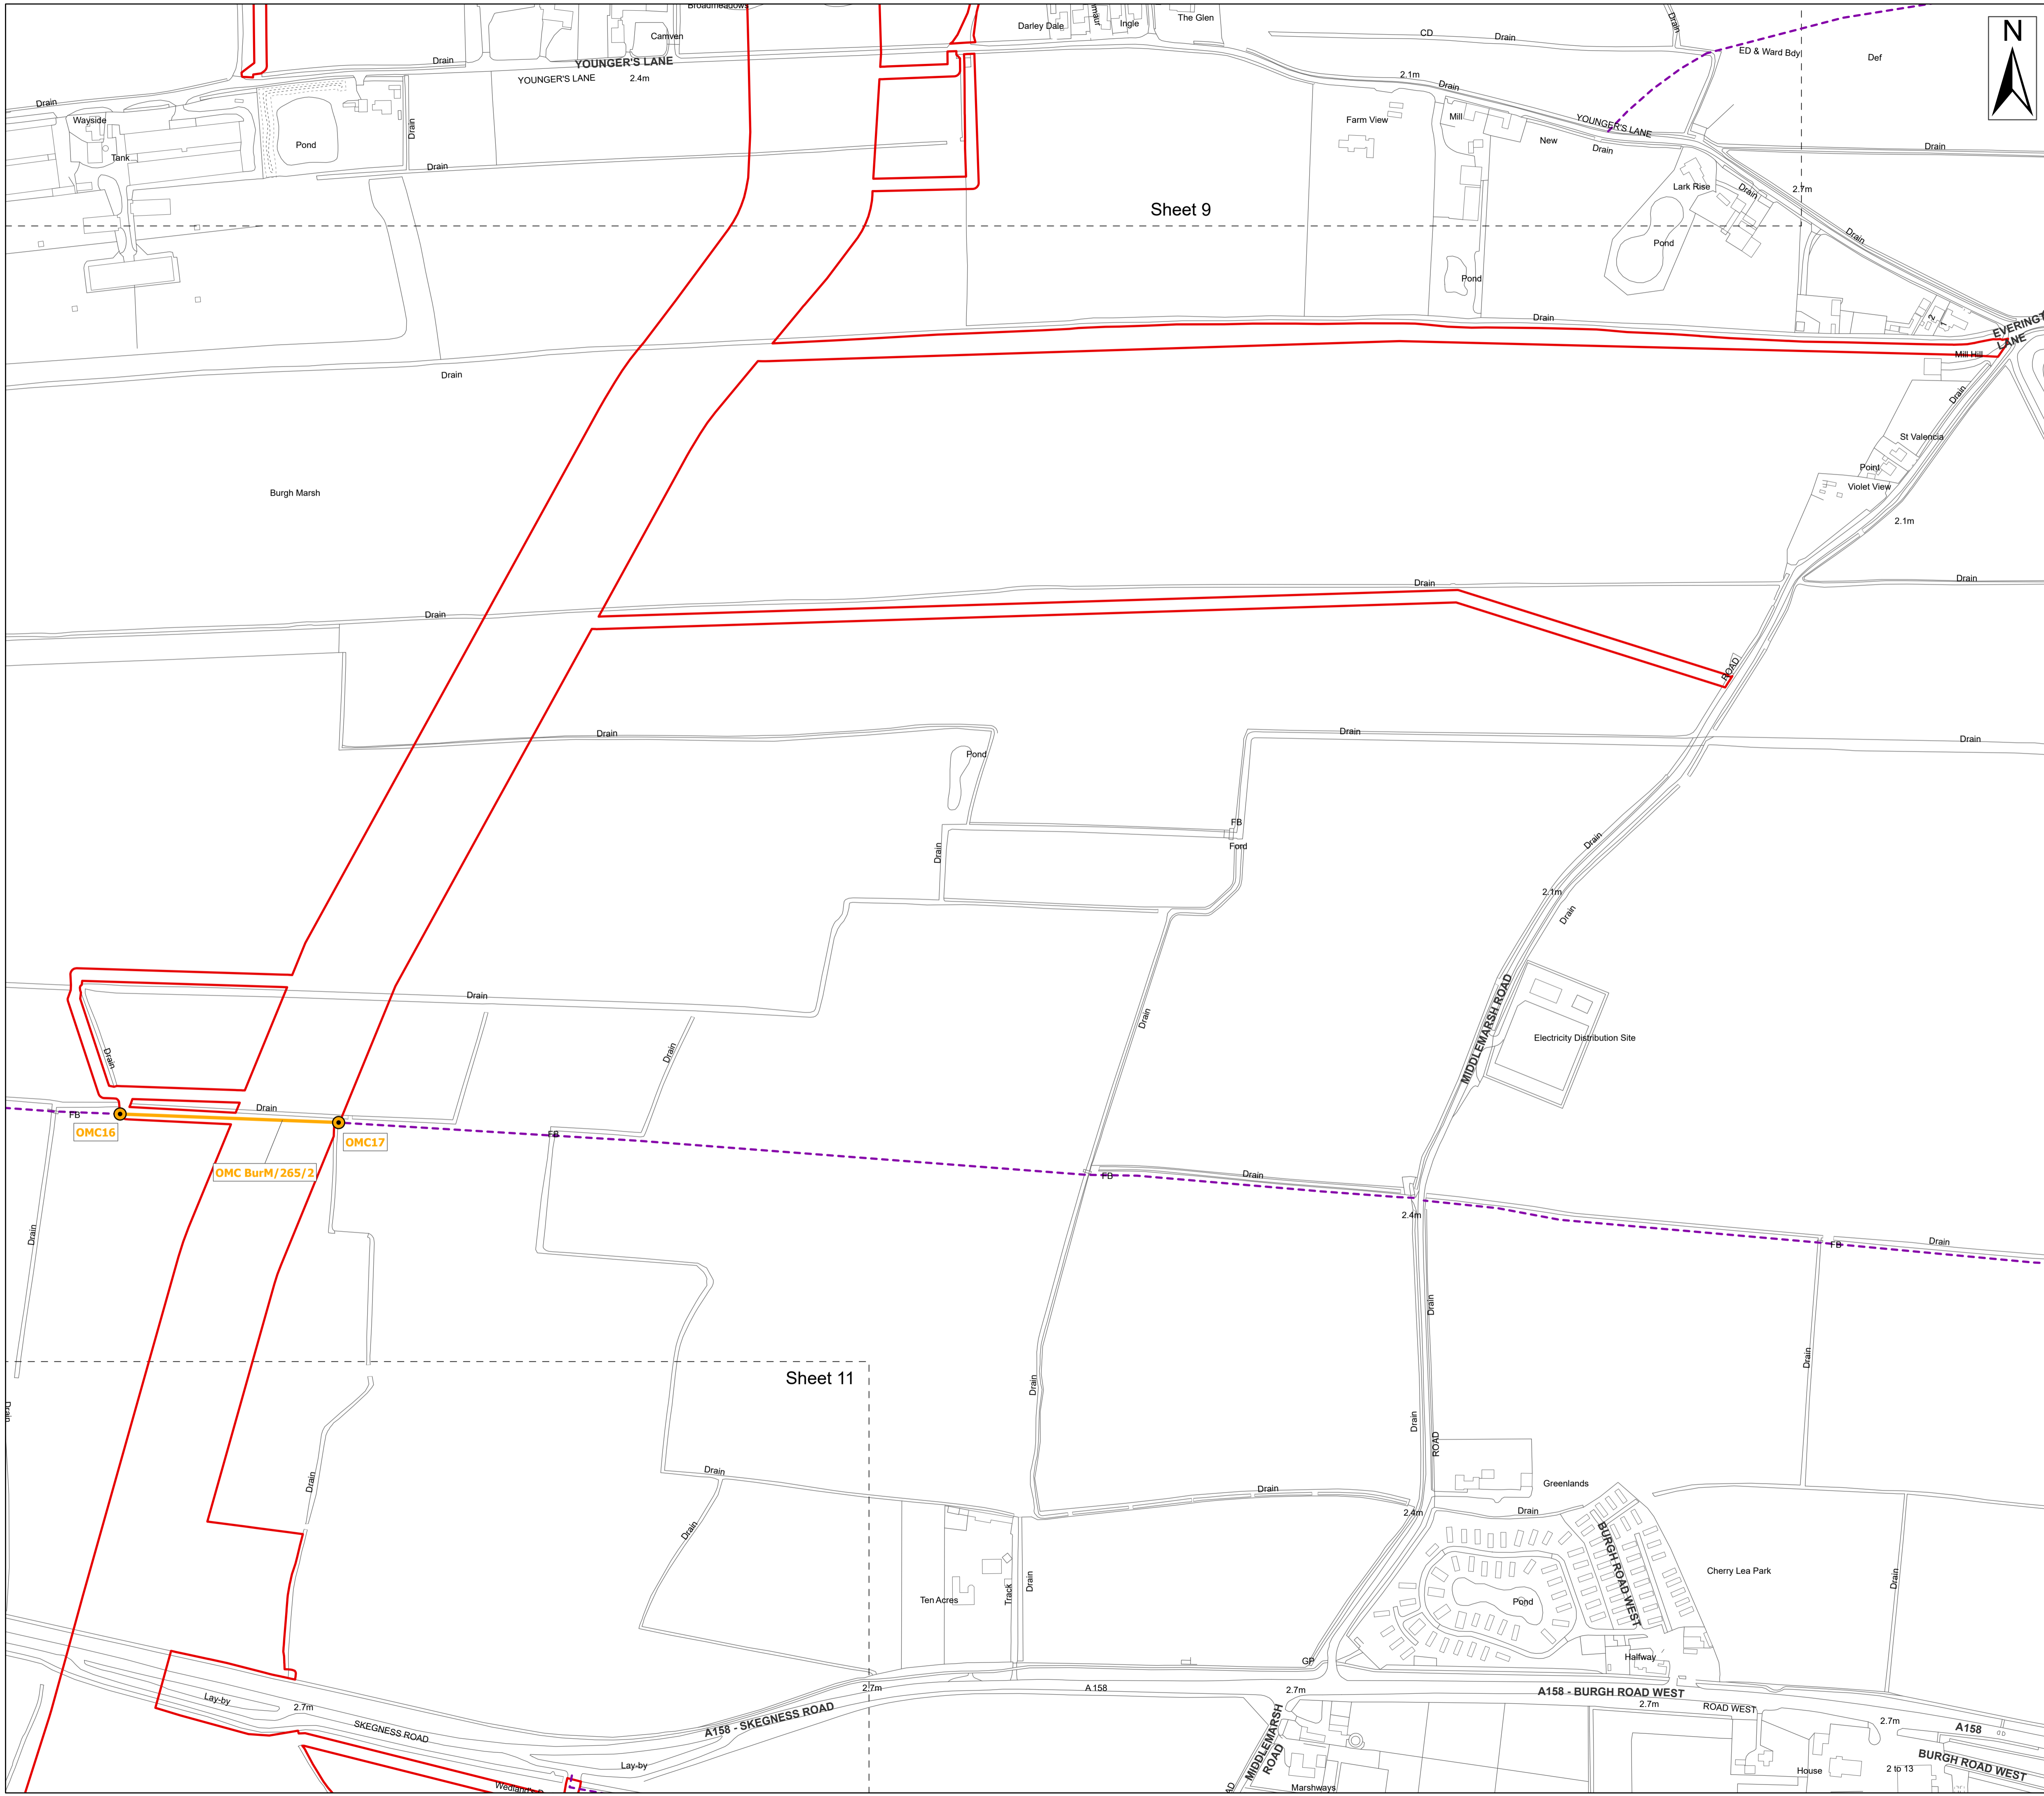 Broadmeadows
Darley Dale
Ingle
The Glen
N
Camven
CD
Drain
Drain
ED & Ward Bdy
Def
Drain
YOUNGER'S LANE
YOUNGER'S LANE
2.4m
2.1m
Drain
Drain
Wayside
Tank
Pond
Drain
Drain
Farm View
Mill
New
YOUNGER'S LANE
Drain
Drain
Lark Rise
Drain
2.7m
Sheet 9
Pond
Drain
Pond
Drain
2
1
EVERINGT
LANE
Mill Hill
Drain
Drain
St Valencia
Point
Violet View
Burgh Marsh
2.1m
Drain
Drain
Drain
ROAD
Drain
Drain
Drain
Pond
FB
Ford
Drain
Drain
2.1m
Drain
Drain
Drain
MIDDLEMARSH ROAD
Electricity Distribution Site
Drain
Drain
FB
Drain
OMC16
OMC17
FB
OMC BurM/265/2
FB
Drain
2.4m
Drain
FB
Drain
Drain
Drain
Sheet 11
Drain
Drain
Drain
Drain
ROAD
Drain
Drain
Drain
Greenlands
2.4m
Drain
Drain
BURGH ROAD WEST
Cherry Lea Park
Drain
Ten Acres
Track
Drain
Pond
Halfway
GP
Lay-by
2.7m
SKEGNESS ROAD
A158 - SKEGNESS ROAD
2.7m
A158
2.7m
A158 - BURGH ROAD WEST
2.7m
ROAD WEST
2.7m
A158
MIDDLEMARSH
ROAD
Lay-by
BURGH ROAD WEST
House
2 to 13
Marshways